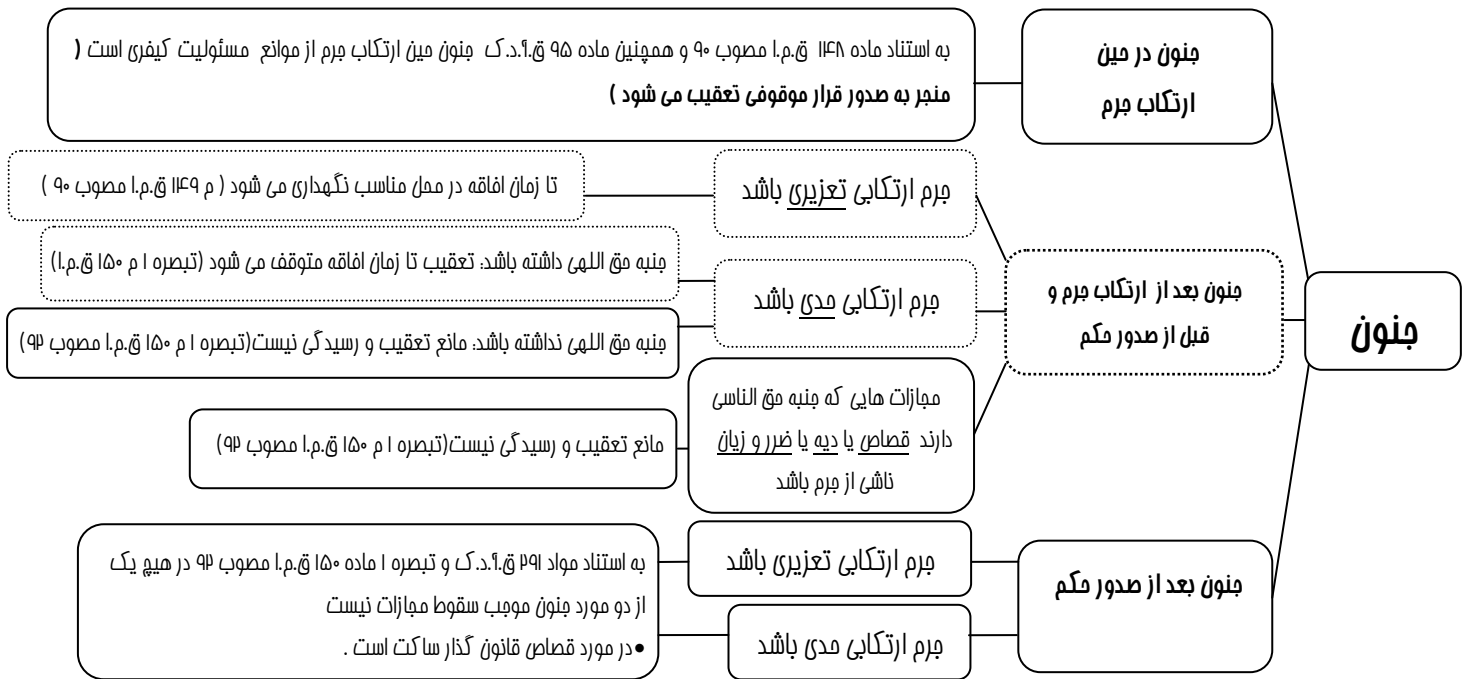 جنون
جنون در حین
ارتکاب جرم
به استناد ماده ۱۴۸ ق.م.ا مصوب ۹۰ و همچنین ماده ۹۵ ق.آ.د.ک جنون حین ارتکاب جرم از موانع مسئولیت کیفری است (
منجر به صدور قرار موقوفی تعقیب می شود )
جنون بعد از ارتکاب جرم و
قبل از صدور حکم
جرم ارتکابی تعزیری باشد
تا زمان افاقه در محل مناسب نگهداری می شود ( م ۱۴۹ ق.م.ا مصوب ۹۰ )
جرم ارتکابی حدی باشد
جنبه حق اللهی داشته باشد: تعقیب تا زمان افاقه متوقف می شود (تبصره ۱ م ۱۵۰ ق.م.ا)
جنبه حق اللهی نداشته باشد: مانع تعقیب و رسیدگی نیست(تبصره ۱ م ۱۵۰ ق.م.ا مصوب ۹۲)
مجازات هایی که جنبه حق الناسی
دارند قصاص یا دیه یا ضرر و زیان
ناشی از جرم باشد
مانع تعقیب و رسیدگی نیست(تبصره ۱ م ۱۵۰ ق.م.ا مصوب ۹۲)
جنون بعد از صدور حکم
جرم ارتکابی تعزیری باشد
جرم ارتکابی حدی باشد
به استناد مواد ۲۹۱ ق.آ.د.ک و تبصره ۱ ماده ۱۵۰ ق.م.ا مصوب ۹۲ در هیچ یک
از دو مورد جنون موجب سقوط مجازات نیست
•در مورد قصاص قانون گذار ساکت است .